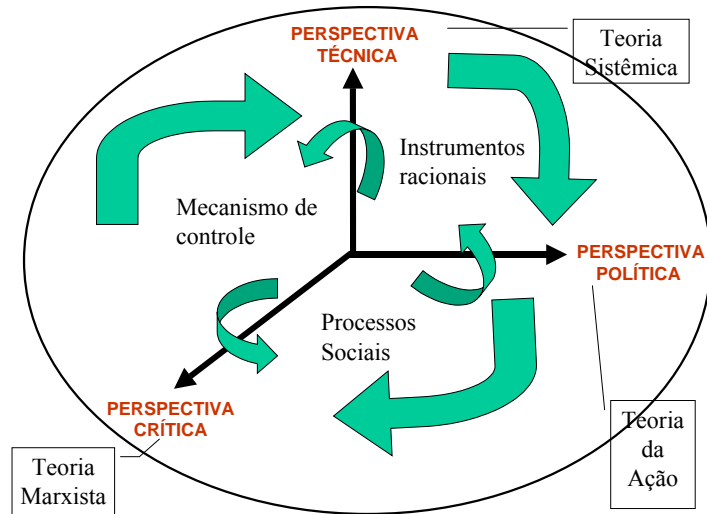 PERSPECTIVA
TÉCNICA
Teoria
Sistêmica
Instrumentos
racionais
Mecanismo de
controle
PERSPECTIVA
POLÍTICA
Processos
Sociais
PERSPECTIVA
CRÍTICA
Teoria
da
Ação
Teoria
Marxista